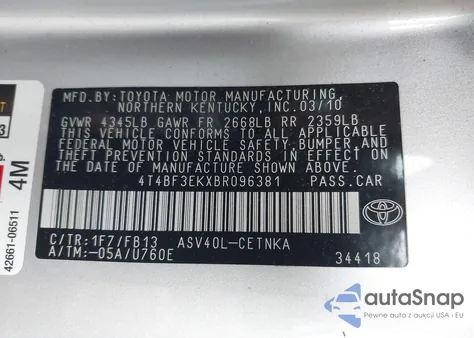 MFD.BY: TOYOTA MOTOR MANUFACTURING,
NORTHERN KENTUCKY, INC. 03/10
GVWR 4345LB GAWR FR 2668LB RR 2359LB
THIS VEHICLE CONFORMS TO ALL APPLICABLE
FEDERAL MOTOR VEHICLE SAFETY, BUMPER, AND
THEFT PREVENTION STANDARDS IN EFFECT ON THE
DATE OF MANUFACTURE SHOWN ABOVE.
4T4BF3EKXBR096381 PASS.CAR
TOYOTA
C/TR: 1F7/FB13 ASV40L-CETNKA
A/TM: -05A/U760E 34418
42661-06511
4M
autoSnap
Pewne auta z USA i EU